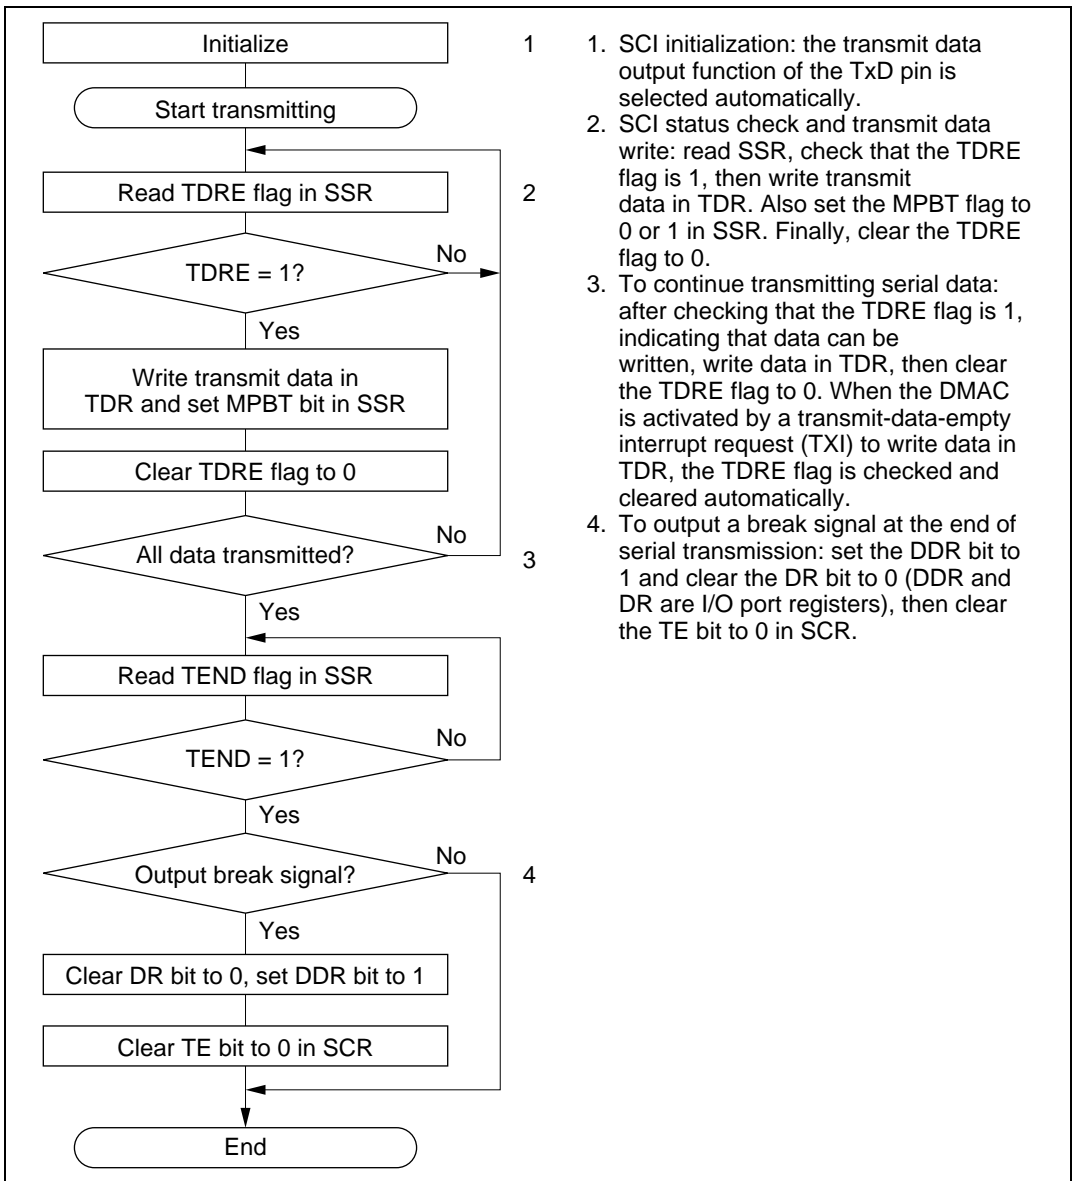 Initialize
1
Start transmitting
Read TDRE flag in SSR
2
TDRE = 1?
No
Yes
Write transmit data in
TDR and set MPBT bit in SSR
Clear TDRE flag to 0
All data transmitted?
No
3
Yes
Read TEND flag in SSR
TEND = 1?
No
Yes
Output break signal?
No
4
Yes
Clear DR bit to 0, set DDR bit to 1
Clear TE bit to 0 in SCR
End
1. SCI initialization: the transmit data
output function of the TxD pin is
selected automatically.
2. SCI status check and transmit data
write: read SSR, check that the TDRE
flag is 1, then write transmit
data in TDR. Also set the MPBT flag to
0 or 1 in SSR. Finally, clear the TDRE
flag to 0.
3. To continue transmitting serial data:
after checking that the TDRE flag is 1,
indicating that data can be
written, write data in TDR, then clear
the TDRE flag to 0. When the DMAC
is activated by a transmit-data-empty
interrupt request (TXI) to write data in
TDR, the TDRE flag is checked and
cleared automatically.
4. To output a break signal at the end of
serial transmission: set the DDR bit to
1 and clear the DR bit to 0 (DDR and
DR are I/O port registers), then clear
the TE bit to 0 in SCR.